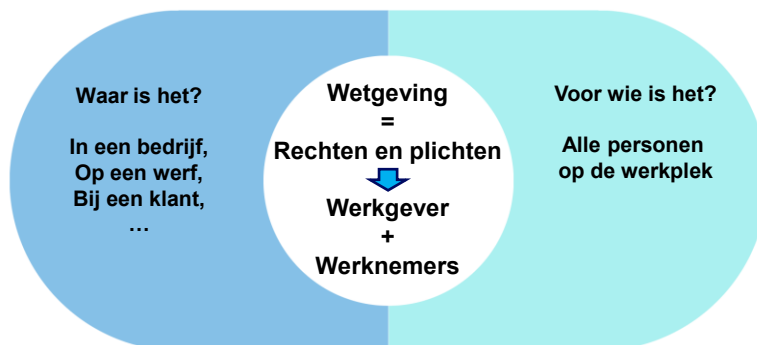 Waar is het?
In een bedrijf,
Op een werf,
Bij een klant,
…
Wetgeving
=
Rechten en plichten
Werkgever
+
Werknemers
Voor wie is het?
Alle personen
op de werkplek